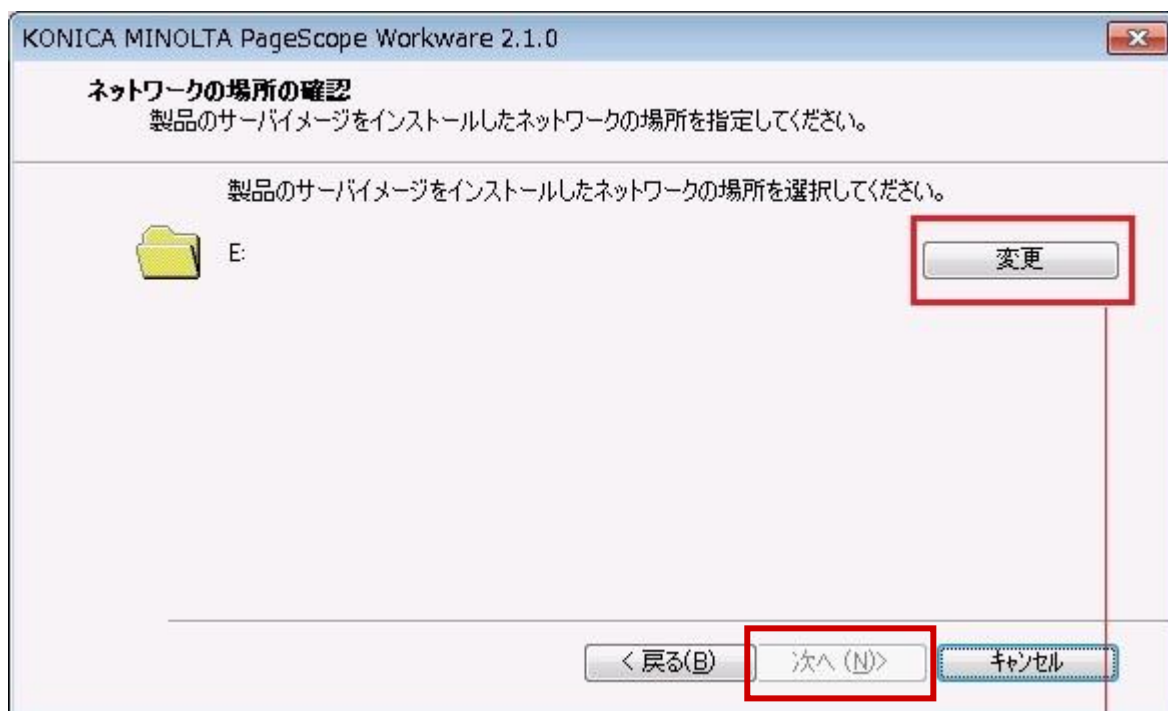 KONICA MINOLTA PageScope Workware 2.1.0
ネットワークの場所の確認
製品のサーバイメージをインストールしたネットワークの場所を指定してください。
製品のサーバイメージをインストールしたネットワークの場所を選択してください。
E:
変更
< 戻る(B)
次へ (N)>
キャンセル